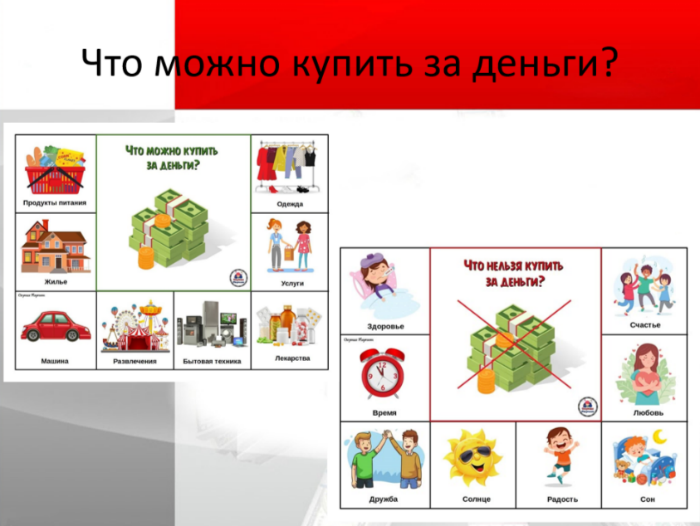 Что можно купить за деньги?
Продукты питания
Что можно купить
за деньги?
Одежда
Жилье
Услуги
Машина
Развлечения
Бытовая техника
Лекарства
Здоровье
Что нельзя купить
за деньги?
Счастье
Время
Любовь
Дружба
Солнце
Радость
Сон